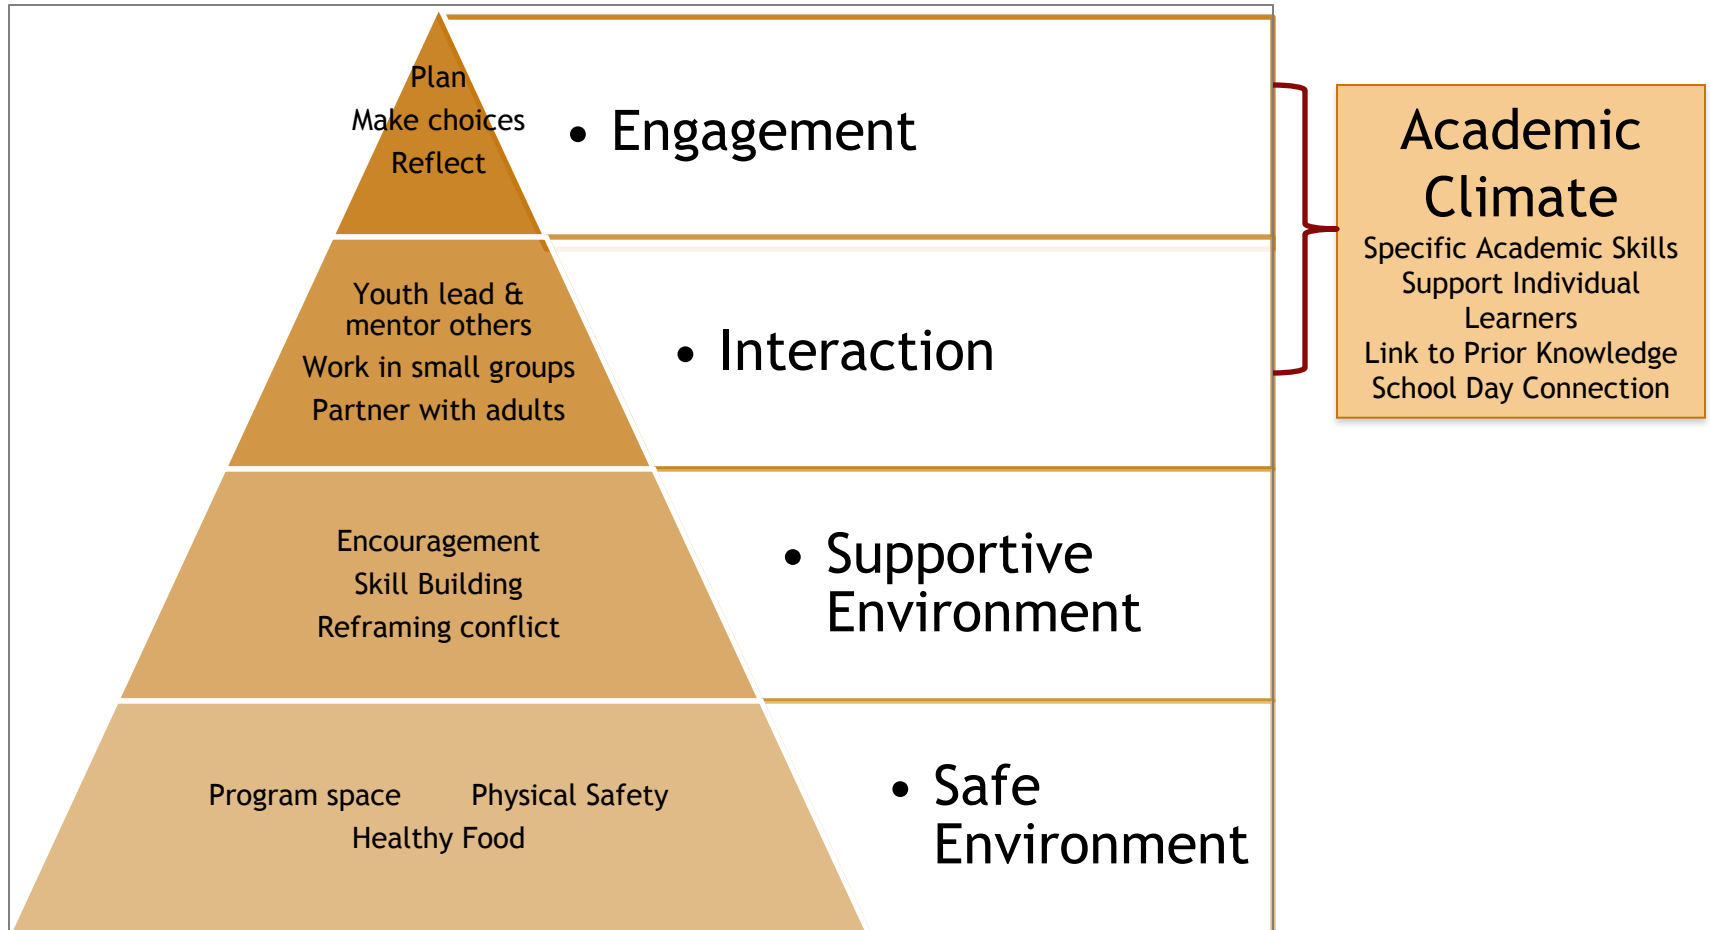 Plan
Make choices
Reflect
• Engagement
Youth lead &
mentor others
Work in small groups
Partner with adults
• Interaction
Encouragement
Skill Building
Reframing conflict
• Supportive
Environment
Program space Physical Safety
Healthy Food
• Safe
Environment
Academic
Climate
Specific Academic Skills
Support Individual
Learners
Link to Prior Knowledge
School Day Connection